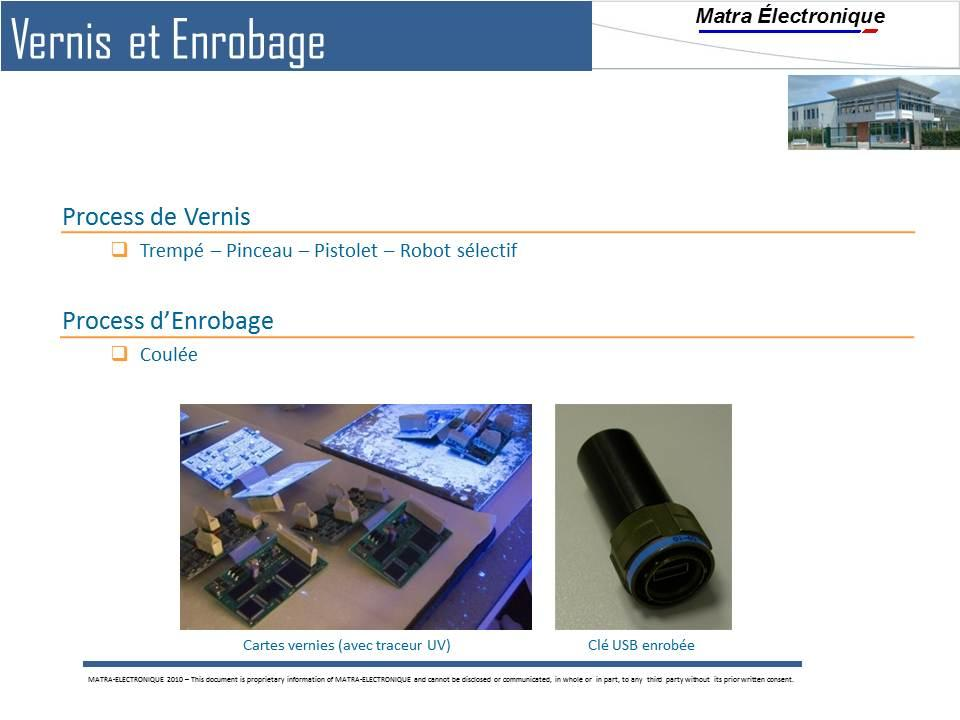 Vernis et Enrobage
Matra Électronique
Process de Vernis
Trempé – Pinceau – Pistolet – Robot sélectif
Process d’Enrobage
Coulée
Cartes vernies (avec traceur UV)
Clé USB enrobée
MATRA-ELECTRONIQUE 2010 – This document is proprietary information of MATRA-ELECTRONIQUE and cannot be disclosed or communicated, in whole or in part, to any third party without its prior written consent.